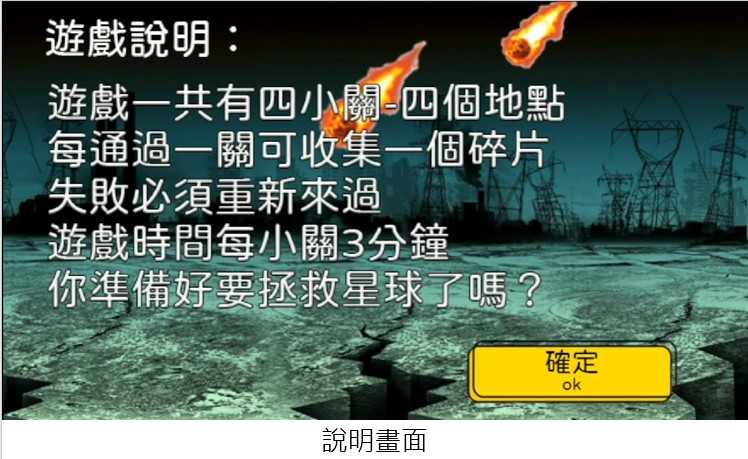 遊戲說明：
遊戲一共有四小關-四個地點
每通過一關可收集一個碎片
失敗必須重新來過
遊戲時間每小關3分鐘
你準備好要拯救星球了嗎？
確定
ok
說明畫面